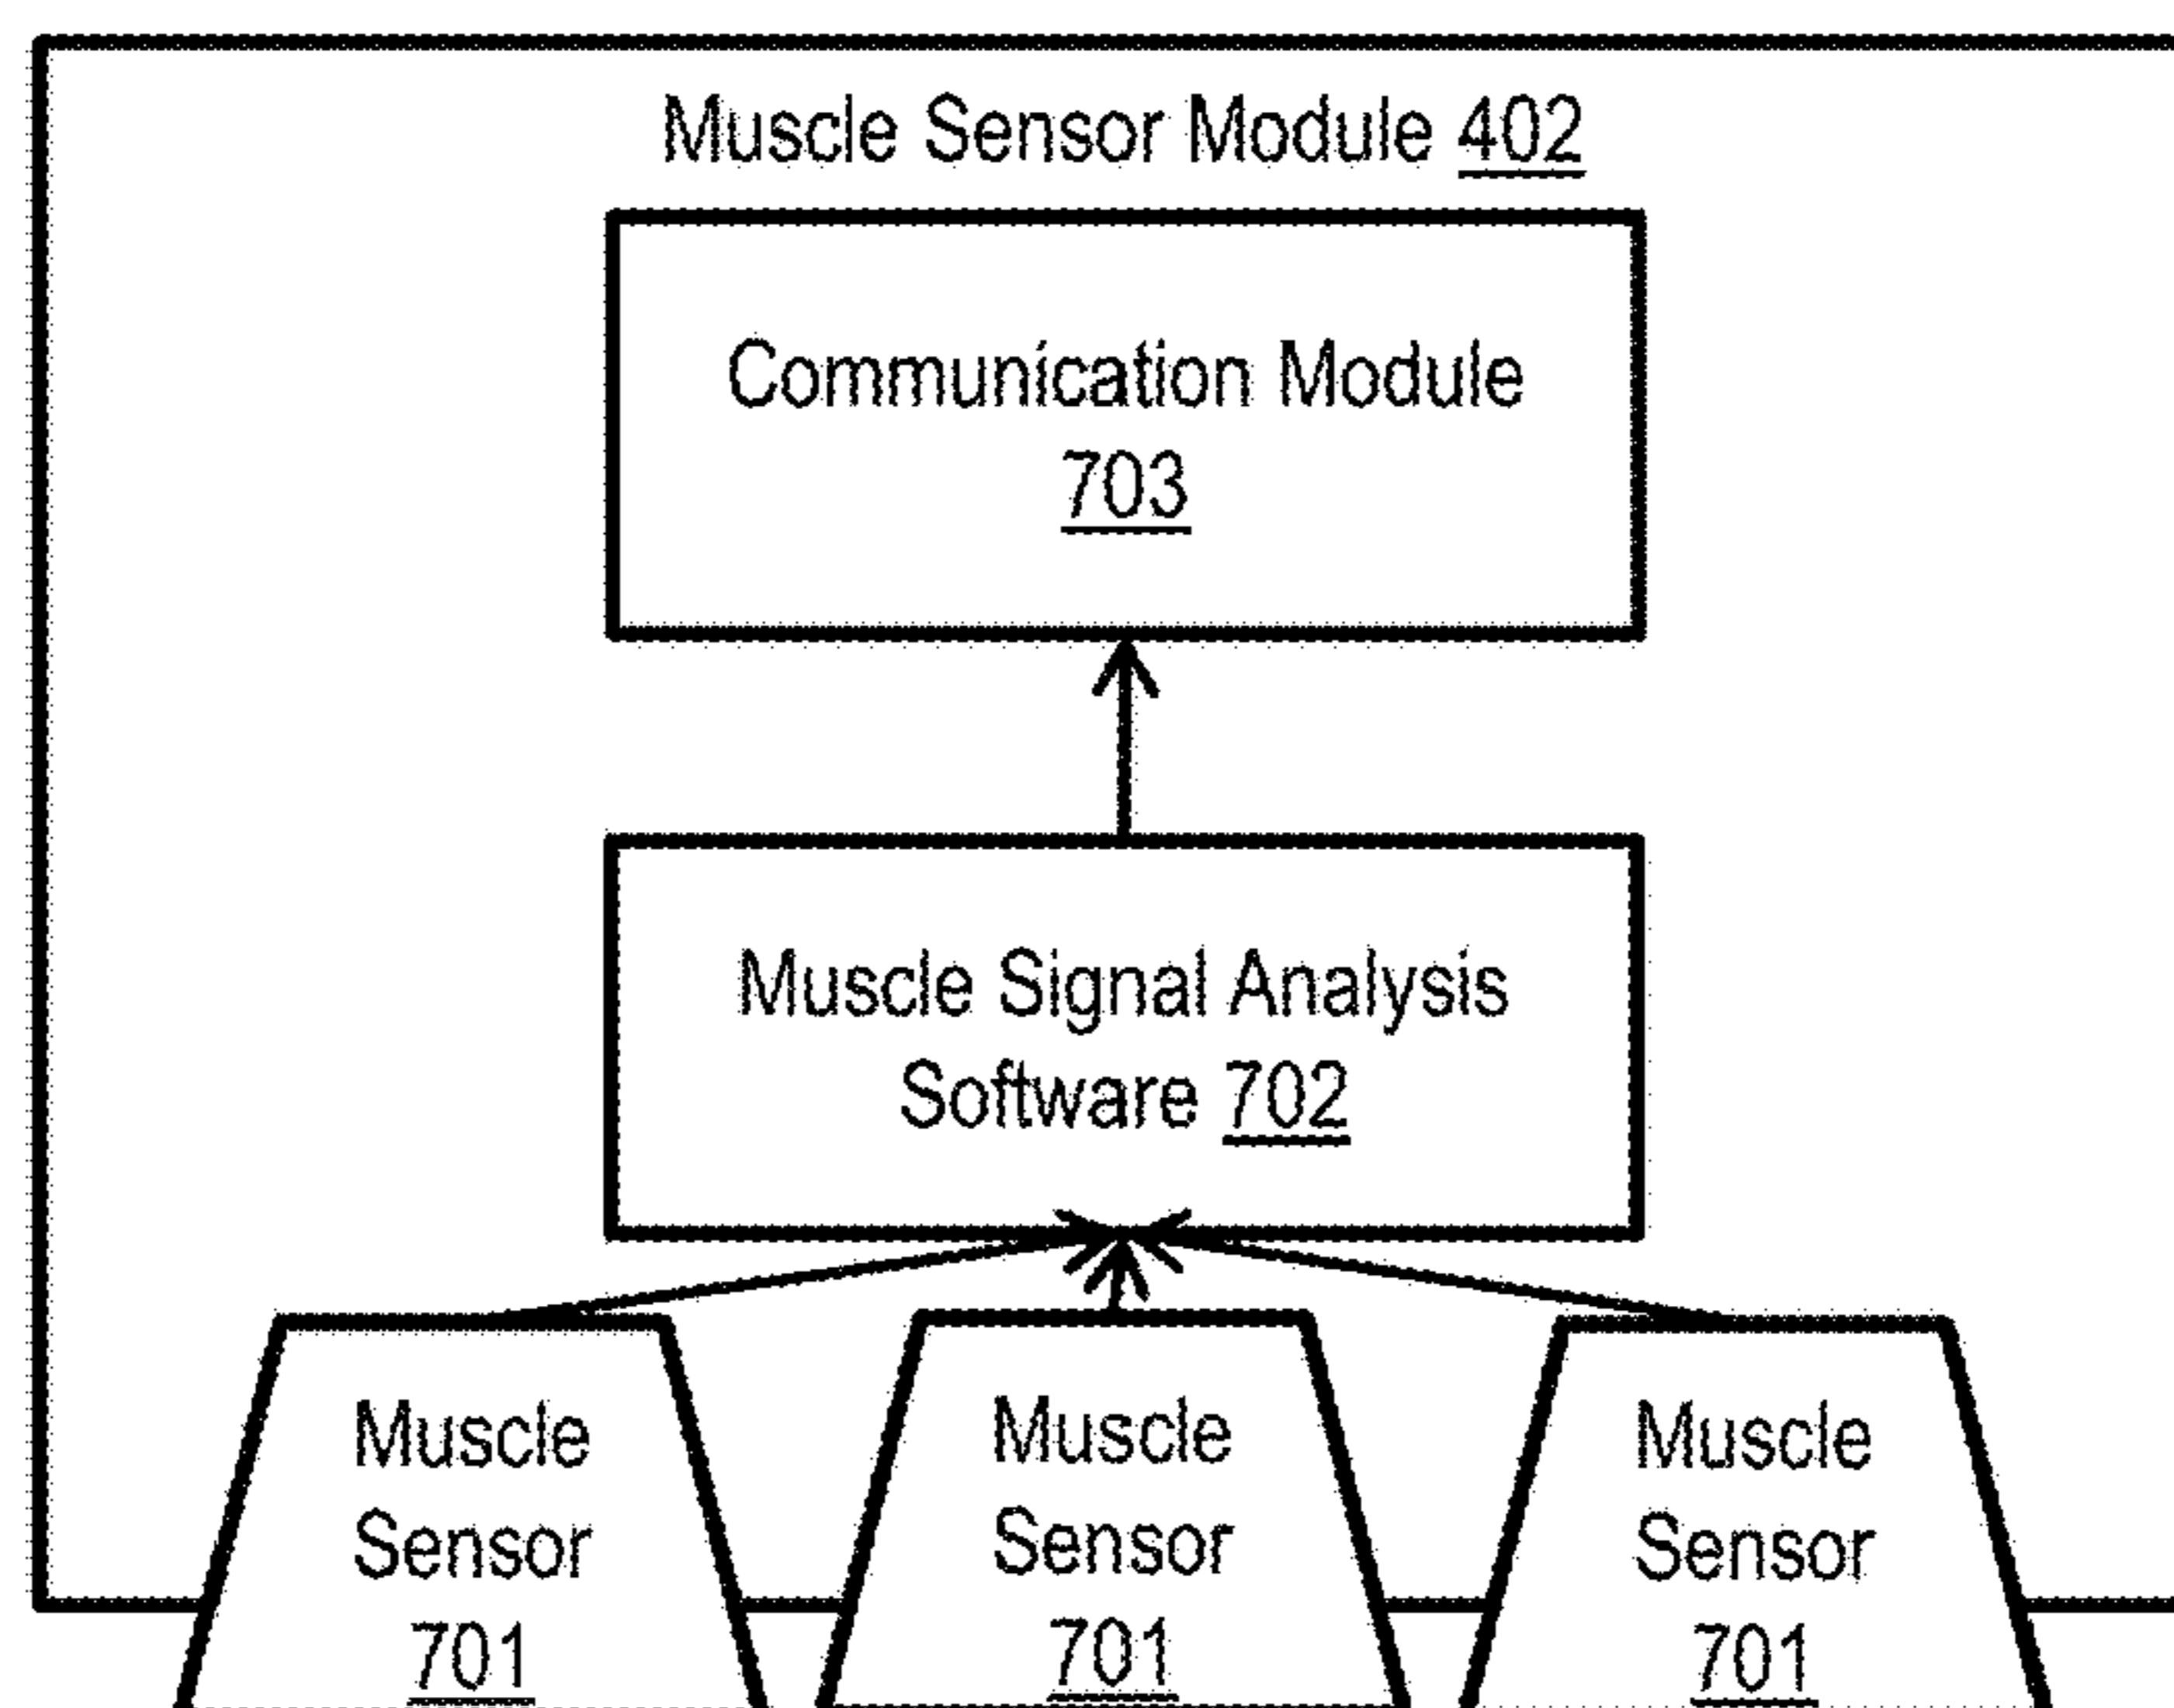 Muscle Sensor Module 402
Communication Module
703
Muscle Signal Analysis
Software 702
Muscle
Sensor
701
Muscle
Sensor
701
Muscle
Sensor
701